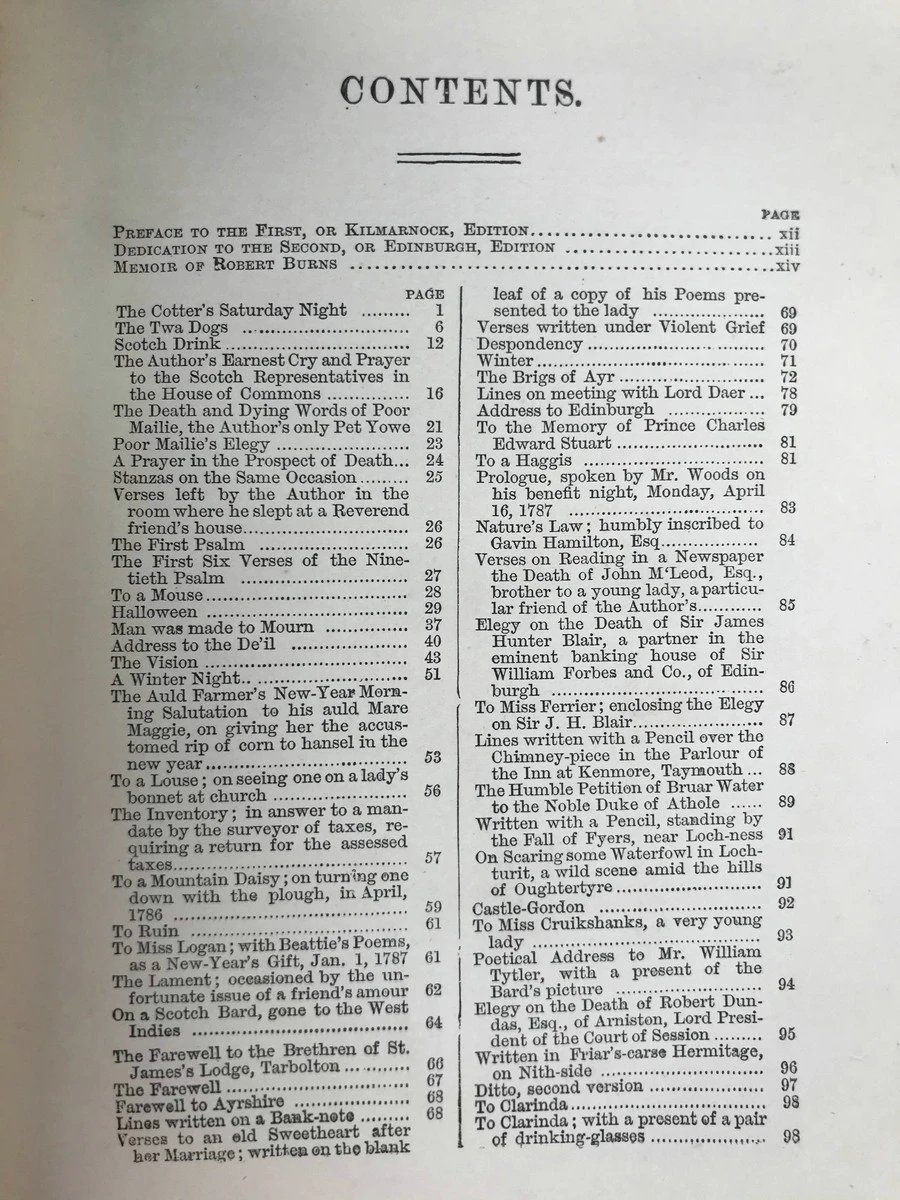 CONTENTS.
PAGE
PREFACE TO THE FIRST, OR KILMARNOCK, EDITION.............................. xii
DEDICATION TO THE SECOND, OR EDINBURGH, EDITION ..........................xiii
MEMOIR OF ROBERT BURNS ...................................................xiv
PAGE
The Cotter's Saturday Night ......... 1
The Twa Dogs .............................. 6
Scotch Drink................................. 12
The Author's Earnest Cry and Prayer
to the Scotch Representatives in
the House of Commons ............... 16
The Death and Dying Words of Poor
Mailie, the Author's only Pet Yowe 21
Poor Mailie's Elegy ........................ 23
A Prayer in the Prospect of Death... 24
Stanzas on the Same Occasion......... 25
Verses left by the Author in the
room where he slept at a Reverend
friend's house.............................. 26
The First Psalm ........................... 26
The First Six Verses of the Nine-
tieth Psalm .............................. 27
To a Mouse.................................... 28
Halloween .................................... 29
Man was made to Mourn ............... 37
Address to the De'il ..................... 40
The Vision .................................... 43
A Winter Night.............................. 51
The Auld Farmer's New-Year Morn-
ing Salutation to his auld Mare
Maggie, on giving her the accus-
tomed rip of corn to hansel in the
new year.................................... 53
To a Louse; on seeing one on a lady's
bonnet at church ........................ 56
The Inventory; in answer to a man-
date by the surveyor of taxes, re-
quiring a return for the assessed
taxes.......................................... 57
To a Mountain Daisy; on turning one
down with the plough, in April,
1786 .......................................... 59
To Ruin ....................................... 61
To Miss Logan; with Beattie's Poems,
as a New-Year's Gift, Jan. 1, 1787 61
The Lament; occasioned by the un-
fortunate issue of a friend's amour 62
On a Scotch Bard, gone to the West
Indies ....................................... 64
The Farewell to the Brethren of St.
James's Lodge, Tarbolton ............ 66
The Farewell ................................. 67
Farewell to Ayrshire ..................... 68
Lines written on a Bank-note ......... 68
Verses to an old Sweetheart after
her Marriage; written on the blank
leaf of a copy of his Poems pre-
sented to the lady ..................... 69
Verses written under Violent Grief 69
Despondency................................. 70
Winter.......................................... 71
The Brigs of Ayr........................... 72
Lines on meeting with Lord Daer... 78
Address to Edinburgh .................. 79
To the Memory of Prince Charles
Edward Stuart ........................... 81
To a Haggis ................................. 81
Prologue, spoken by Mr. Woods on
his benefit night, Monday, April
16, 1787 .................................... 83
Nature's Law; humbly inscribed to
Gavin Hamilton, Esq.................. 84
Verses on Reading in a Newspaper
the Death of John M‘Leod, Esq.,
brother to a young lady, a particu-
lar friend of the Author's............ 85
Elegy on the Death of Sir James
Hunter Blair, a partner in the
eminent banking house of Sir
William Forbes and Co., of Edin-
burgh ....................................... 86
To Miss Ferrier; enclosing the Elegy
on Sir J. H. Blair........................ 87
Lines written with a Pencil over the
Chimney-piece in the Parlour of
the Inn at Kenmore, Taymouth ... 88
The Humble Petition of Bruar Water
to the Noble Duke of Athole ...... 89
Written with a Pencil, standing by
the Fall of Fyers, near Loch-ness 91
On Scaring some Waterfowl in Loch-
turit, a wild scene amid the hills
of Oughtertyre........................... 91
Castle-Gordon .............................. 92
To Miss Cruikshanks, a very young
lady .......................................... 93
Poetical Address to Mr. William
Tytler, with a present of the
Bard's picture ........................... 94
Elegy on the Death of Robert Dun-
das, Esq., of Arniston, Lord Presi-
dent of the Court of Session ......... 95
Written in Friar's-carse Hermitage,
on Nith-side .............................. 96
Ditto, second version ..................... 97
To Clarinda.................................... 98
To Clarinda; with a present of a pair
of drinking-glasses ..................... 98